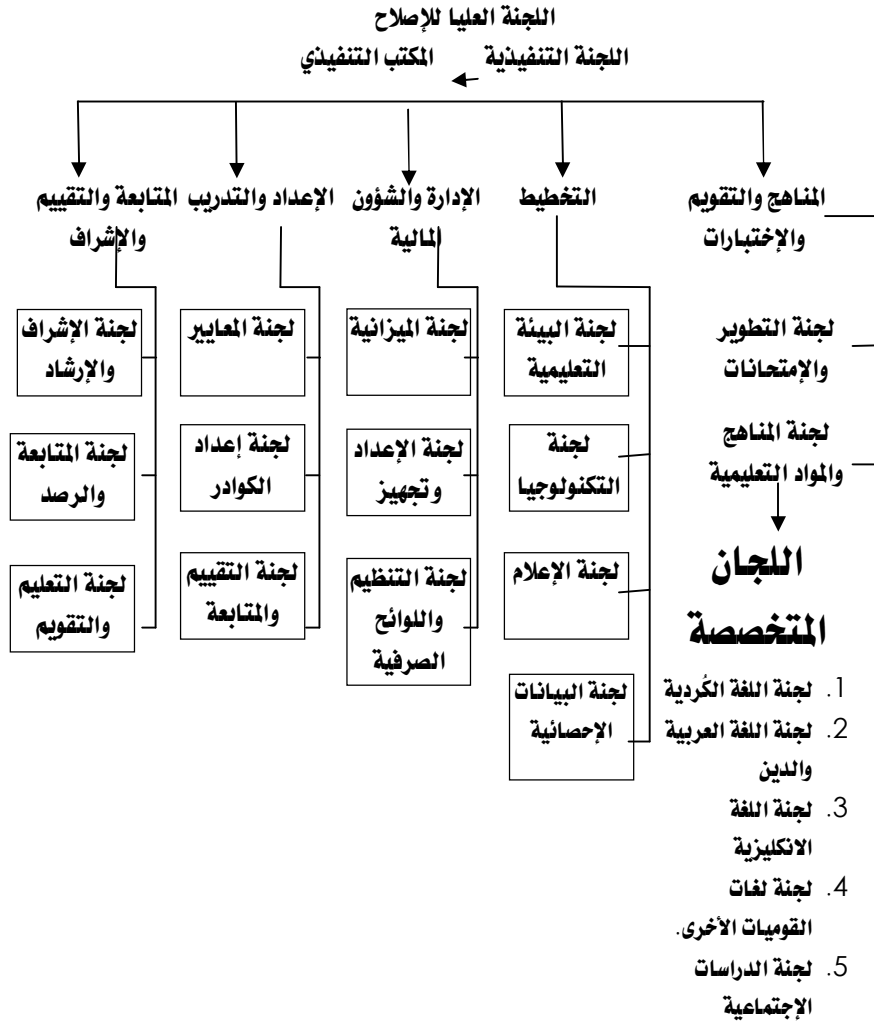 اللجنة العليا للإصلاح
اللجنة التنفيذية المكتب التنفيذي
المناهج والتقويم
والإختبارات
التخطيط
الإدارة والشؤون
المالية
الإعداد والتدريب
المتابعة والتقييم
والإشراف
لجنة التطوير
والإمتحانات
لجنة المناهج
والمواد التعليمية
اللجان
المتخصصة
1. لجنة اللغة الكُردية
2. لجنة اللغة العربية
والدين
3. لجنة اللغة
الانكليزية
4. لجنة لغات
القوميات الأخرى.
5. لجنة الدراسات
الإجتماعية
لجنة البيئة
التعليمية
لجنة
التكنولوجيا
لجنة الإعلام
لجنة البيانات
الإحصائية
لجنة الميزانية
لجنة الإعداد
وتجهيز
لجنة التنظيم
واللوائح
الصرفية
لجنة المعايير
لجنة إعداد
الكوادر
لجنة التقييم
والمتابعة
لجنة الإشراف
والإرشاد
لجنة المتابعة
والرصد
لجنة التعليم
والتقويم